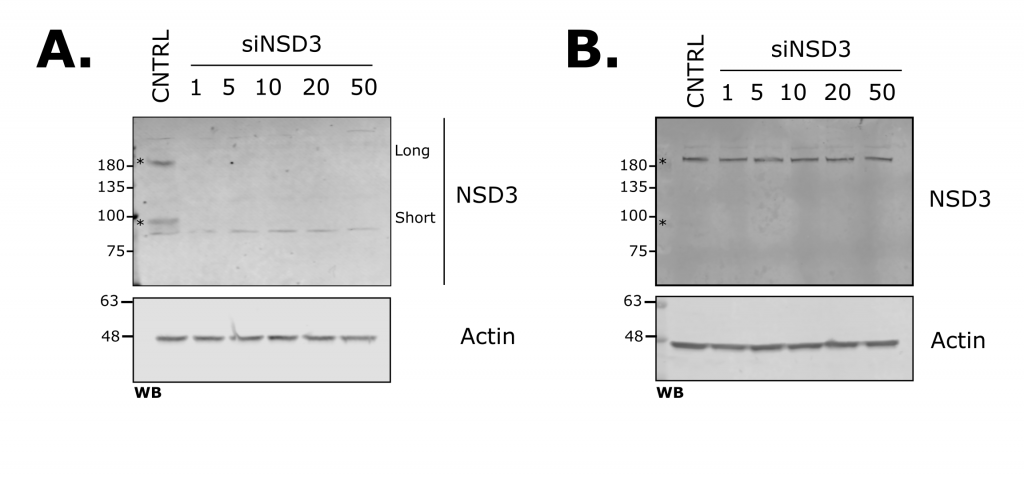 A.
CNTRL
siNSD3
1 5 10 20 50
180
135
100
75
*
*
Long
Short
NSD3
63
48
Actin
WB
B.
CNTRL
siNSD3
1 5 10 20 50
180
135
100
75
*
*
NSD3
63
48
Actin
WB